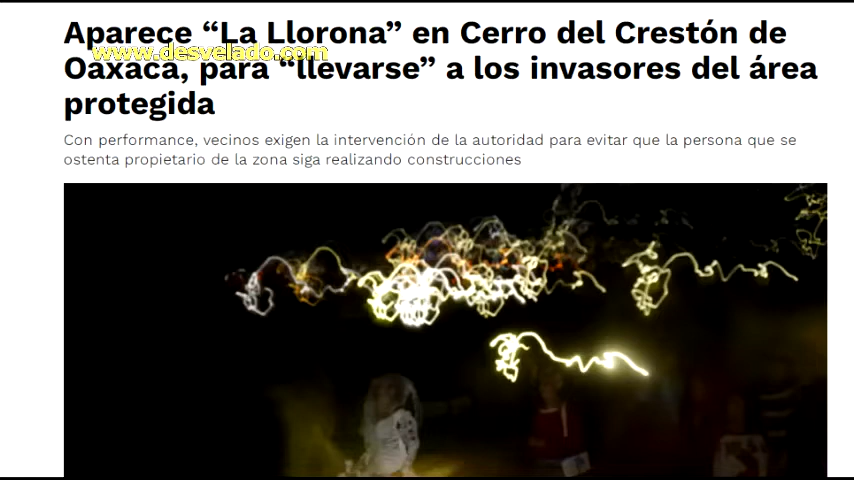 Aparece “La Llorona” en Cerro del Crestón de
www.desvelado.com
Oaxaca, para “llevarse” a los invasores del área
protegida
Con performance, vecinos exigen la intervención de la autoridad para evitar que la persona que se
ostenta propietario de la zona siga realizando construcciones